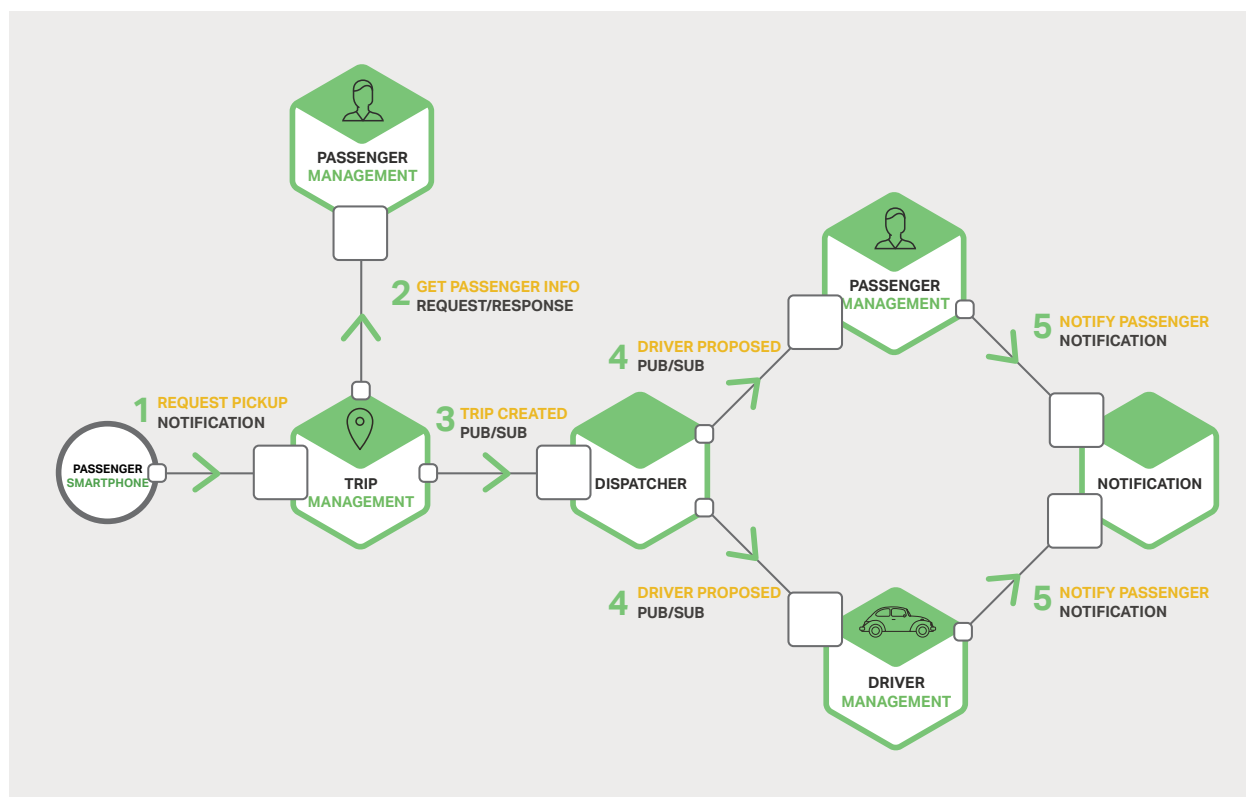 PASSENGER
MANAGEMENT
2 GET PASSENGER INFO
REQUEST/RESPONSE
1 REQUEST PICKUP
NOTIFICATION
PASSENGER
SMARTPHONE
TRIP
MANAGEMENT
3 TRIP CREATED
PUB/SUB
DISPATCHER
4 DRIVER PROPOSED
PUB/SUB
PASSENGER
MANAGEMENT
5 NOTIFY PASSENGER
NOTIFICATION
4 DRIVER PROPOSED
PUB/SUB
DRIVER
MANAGEMENT
5 NOTIFY PASSENGER
NOTIFICATION
NOTIFICATION